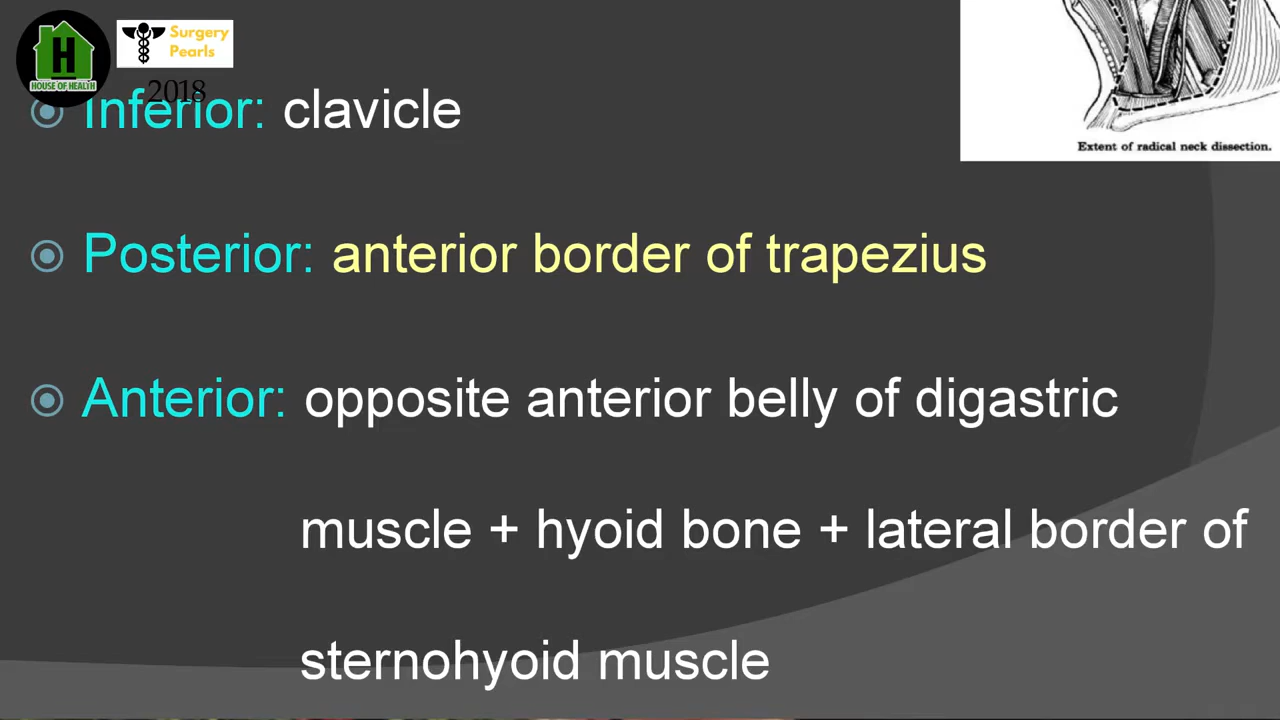 H
HOUSE OF HEALTH
Surgery
Pearls
2018
Inferior: clavicle
Extent of radical neck dissection.
Posterior: anterior border of trapezius
Anterior: opposite anterior belly of digastric
muscle + hyoid bone + lateral border of
sternohyoid muscle